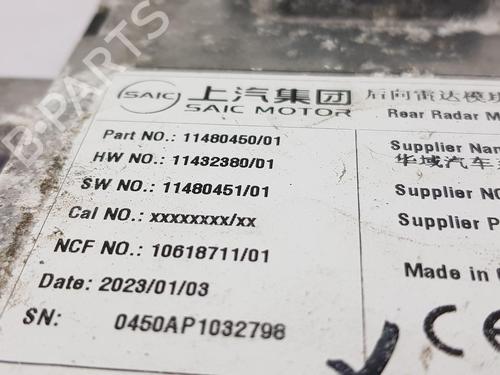 SAIC 上汽集团 后向雷达模块
SAIC MOTOR Rear Radar M
Part NO.: 11480450/01 Supplier Nam
HW NO.: 11432380/01 华域汽车
SW NO.: 11480451/01 Supplier NO
Cal NO.: xxxxxxxx/xx Supplier P
NCF NO.: 10618711/01
Made in
Date: 2023/01/03
SN: 0450AP1032798
CE
B-PARTS